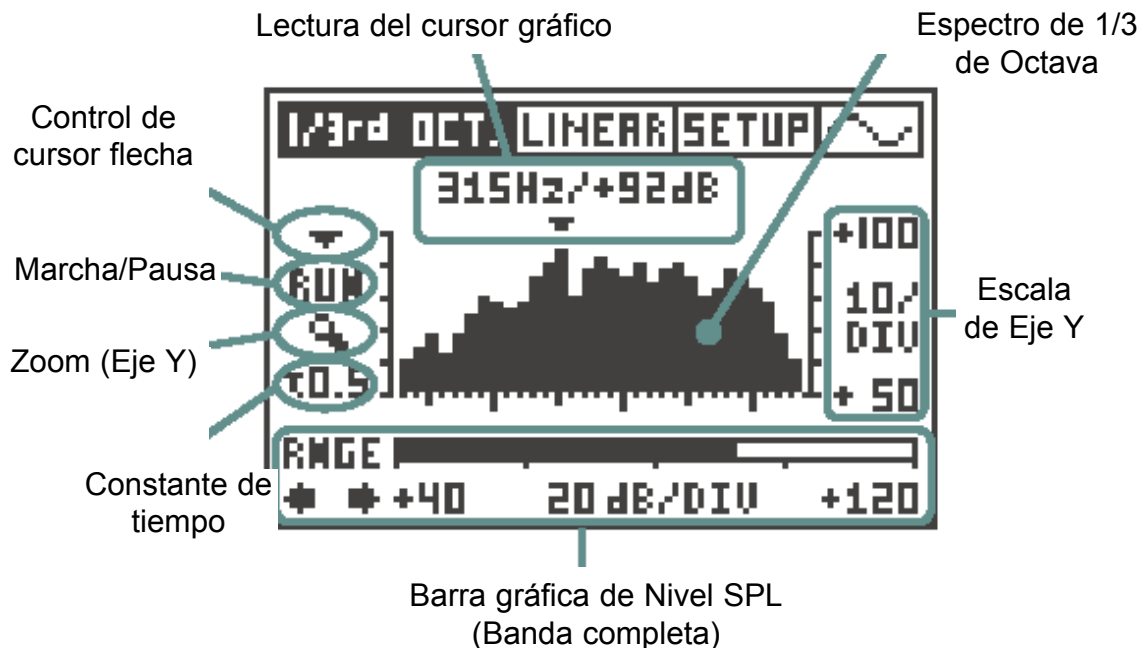 Lectura del cursor gráfico
Espectro de 1/3
de Octava
Control de
cursor flecha
1/3rd OCT. LINEAR SETUP
315Hz/+92dB
Marcha/Pausa
RUN
Zoom (Eje Y)
τ0.5
Constante de
tiempo
+100
10/
DIV
+ 50
Escala
de Eje Y
RNGE
+40 20 dB/DIV +120
Barra gráfica de Nivel SPL
(Banda completa)